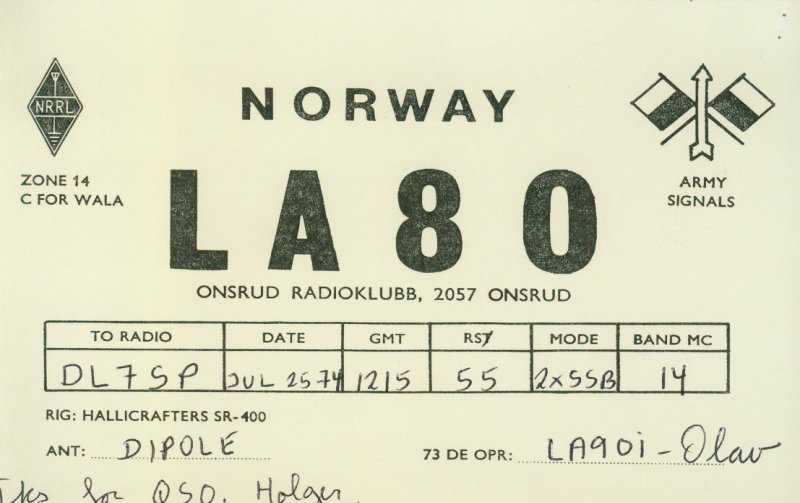 NORWAY
NRRL
ZONE 14
C FOR WALA
ARMY
SIGNALS
LA8O
ONSRUD RADIOKLUBB, 2057 ONSRUD
TO RADIO DATE GMT RST MODE BAND MC
DL7SP JUL 25 74 1215 55 2xSSB 14
RIG: HALLICRAFTERS SR-400
ANT: DIPOLE 73 DE OPR: LA9OI - Olav
Tks for QSO, Holger